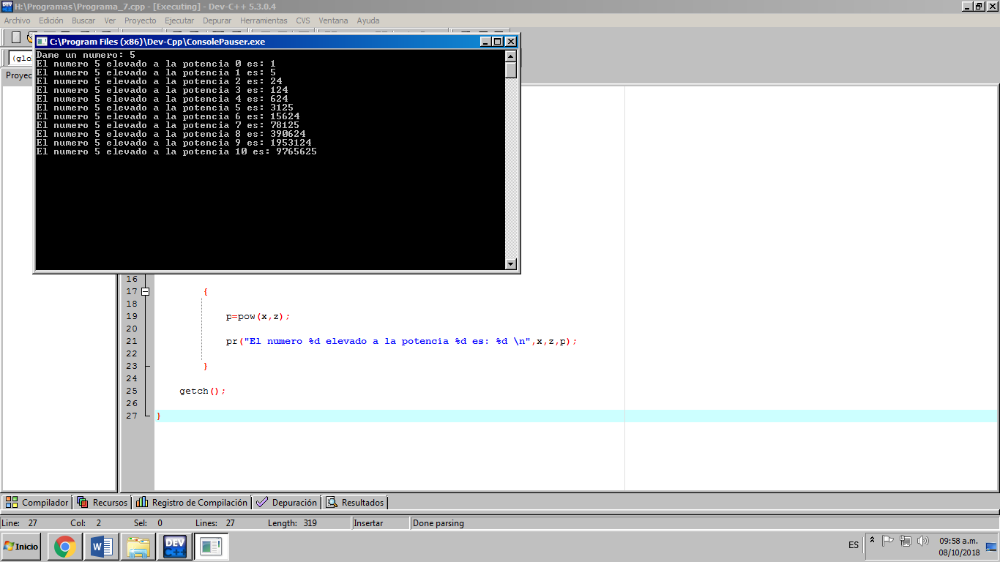 H:\Programas\Programa_7.cpp - [Executing] - Dev-C++ 5.3.0.4
Archivo Edición Buscar Ver Proyecto Ejecutar Depurar Herramientas CVS Ventana Ayuda
C:\Program Files (x86)\Dev-Cpp\ConsolePauser.exe
Dame un numero: 5
El numero 5 elevado a la potencia 0 es: 1
El numero 5 elevado a la potencia 1 es: 5
El numero 5 elevado a la potencia 2 es: 24
El numero 5 elevado a la potencia 3 es: 124
El numero 5 elevado a la potencia 4 es: 624
El numero 5 elevado a la potencia 5 es: 3125
El numero 5 elevado a la potencia 6 es: 15624
El numero 5 elevado a la potencia 7 es: 78125
El numero 5 elevado a la potencia 8 es: 390624
El numero 5 elevado a la potencia 9 es: 1953124
El numero 5 elevado a la potencia 10 es: 9765625
(glo
Proyec
16
17 {
18
19 p=pow(x,z);
20
21 pr("El numero %d elevado a la potencia %d es: %d \n",x,z,p);
22
23 }
24
25 getch();
26
27 }
Compilador Recursos Registro de Compilación Depuración Resultados
Line: 27 Col: 2 Sel: 0 Lines: 27 Length: 319 Insertar Done parsing
Inicio W DEV C++ ES 09:58 a.m.
08/10/2018